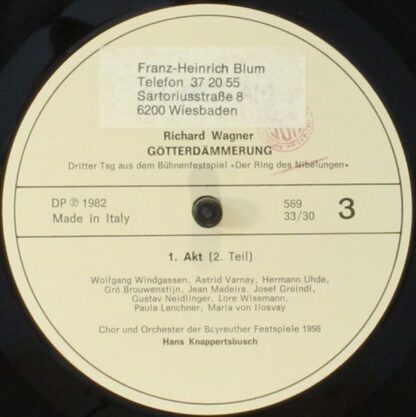 Franz-Heinrich Blum
Telefon 37 20 55
Sartoriusstraße 8
6200 Wiesbaden
Richard Wagner
GÖTTERDÄMMERUNG
Dritter Tag aus dem Bühnenfestspiel »Der Ring des Nibelungen«
DP ℗ 1982
Made in Italy
569
33/30
3
1. Akt (2. Teil)
Wolfgang Windgassen, Astrid Varnay, Hermann Uhde,
Gré Brouwenstijn, Jean Madeira, Josef Greindl,
Gustav Neidlinger, Lore Wissmann,
Paula Lenchner, Maria von Ilosvay
Chor und Orchester der Bayreuther Festspiele 1956
Hans Knappertsbusch